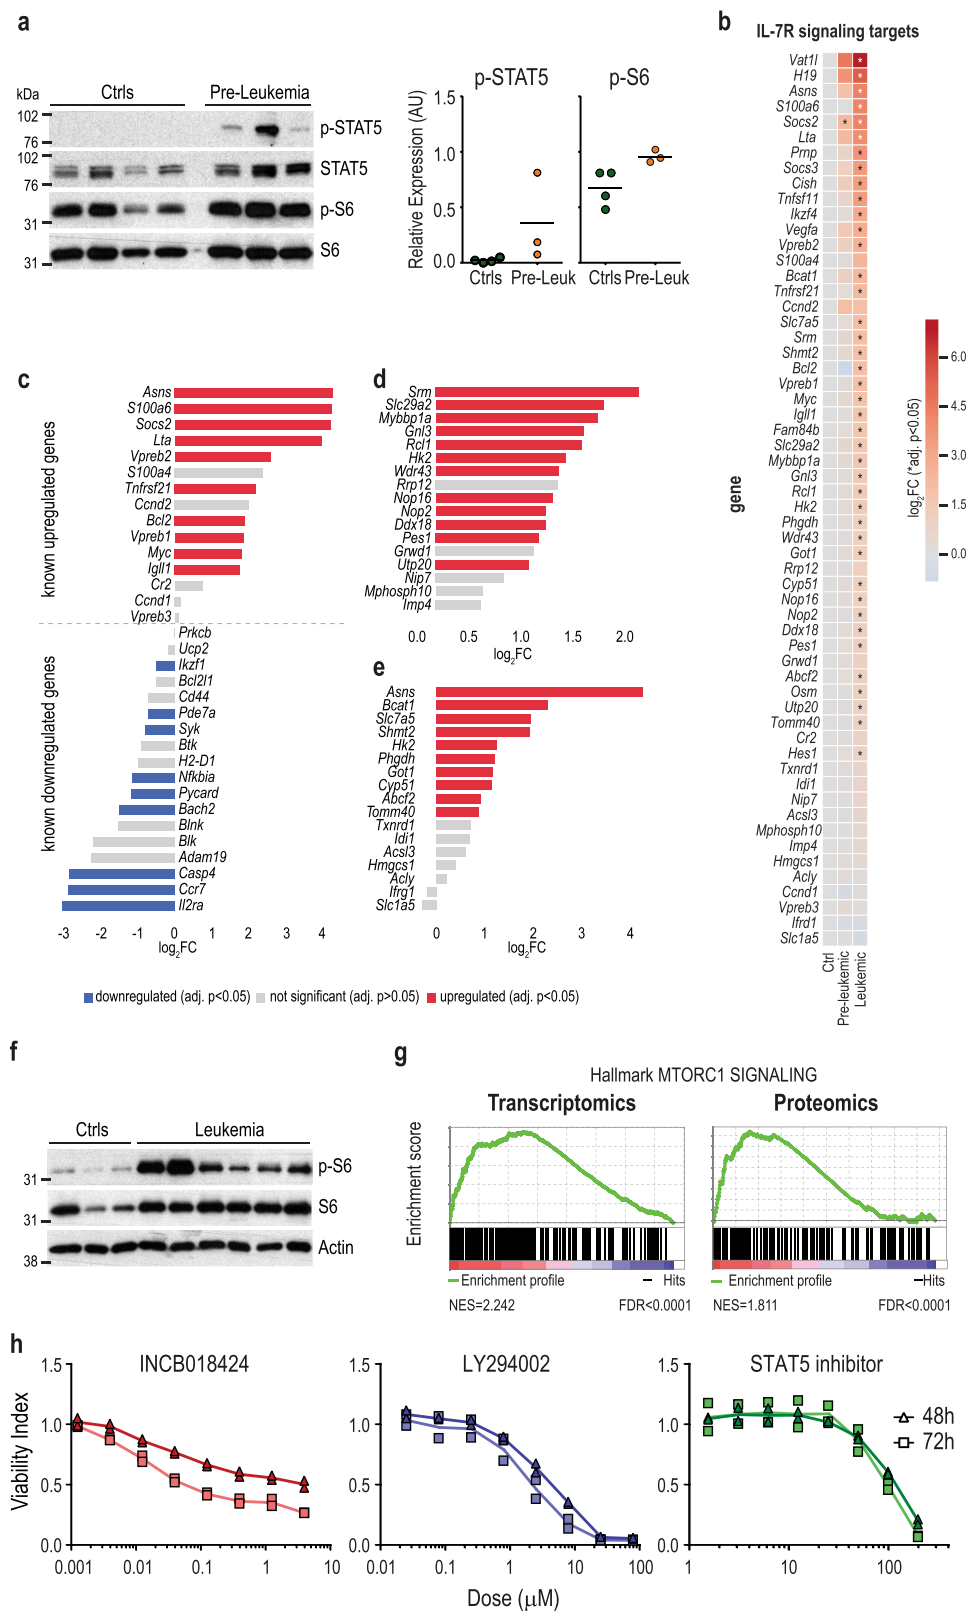 a
kDa
Ctrls
Pre-Leukemia
102
76
p-STAT5
102
76
STAT5
31
p-S6
31
S6
p-STAT5
p-S6
Relative Expression (AU)
1.5
1.0
0.5
0.0
Ctrls Pre-Leuk
Ctrls Pre-Leuk
b
IL-7R signaling targets
gene
Vat1l
H19
Asns
S100a6
Socs2
Lta
Prnp
Socs3
Cish
Tnfsf11
Ikzf4
Vegfa
Vpreb2
S100a4
Bcat1
Tnfrsf21
Ccnd2
Slc7a5
Srm
Shmt2
Bcl2
Vpreb1
Myc
Igll1
Fam84b
Slc29a2
Mybbp1a
Gnl3
Rcl1
Hk2
Phgdh
Wdr43
Got1
Rrp12
Cyp51
Nop16
Nop2
Ddx18
Pes1
Grwd1
Abcf2
Osm
Utp20
Tomm40
Cr2
Hes1
Txnrd1
Idi1
Nip7
Acsl3
Mphosph10
Imp4
Hmgcs1
Acly
Ccnd1
Vpreb3
Ifrd1
Slc1a5
Ctrl
Pre-leukemic
Leukemic
log2FC (*adj. p<0.05)
6.0
4.5
3.0
1.5
0.0
c
known upregulated genes
Asns
S100a6
Socs2
Lta
Vpreb2
S100a4
Tnfrsf21
Ccnd2
Bcl2
Vpreb1
Myc
Igll1
Cr2
Ccnd1
Vpreb3
known downregulated genes
Prkcb
Ucp2
Ikzf1
Bcl2l1
Cd44
Pde7a
Syk
Btk
H2-D1
Nfkbia
Pycard
Bach2
Blnk
Blk
Adam19
Casp4
Ccr7
Il2ra
-3 -2 -1 0 1 2 3 4
log2FC
d
Srm
Slc29a2
Mybbp1a
Gnl3
Rcl1
Hk2
Wdr43
Rrp12
Nop16
Nop2
Ddx18
Pes1
Grwd1
Utp20
Nip7
Mphosph10
Imp4
0.0 0.5 1.0 1.5 2.0
log2FC
e
Asns
Bcat1
Slc7a5
Shmt2
Hk2
Phgdh
Got1
Cyp51
Abcf2
Tomm40
Txnrd1
Idi1
Acsl3
Hmgcs1
Acly
Ifrg1
Slc1a5
0 1 2 3 4
log2FC
downregulated (adj. p<0.05) not significant (adj. p>0.05) upregulated (adj. p<0.05)
f
Ctrls
Leukemia
31
p-S6
31
S6
38
Actin
g
Hallmark MTORC1 SIGNALING
Transcriptomics
Proteomics
Enrichment score
Enrichment profile Hits
Enrichment profile Hits
NES=2.242 FDR<0.0001
NES=1.811 FDR<0.0001
h
INCB018424
LY294002
STAT5 inhibitor
Viability Index
1.5
1.0
0.5
0.0
0.001 0.01 0.1 1 10
1.5
1.0
0.5
0.0
0.01 0.1 1 10 100
1.5
1.0
0.5
0.0
1 10 100
48h
72h
Dose (µM)